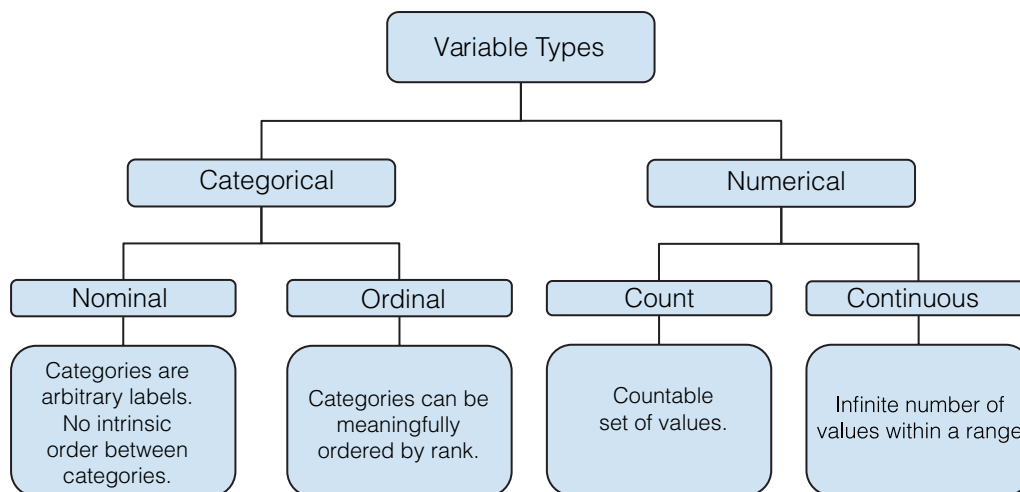 Variable Types
Categorical
Numerical
Nominal
Ordinal
Count
Continuous
Categories are
arbitrary labels.
No intrinsic
order between
categories.
Categories can be
meaningfully
ordered by rank.
Countable
set of values.
Infinite number of
values within a range